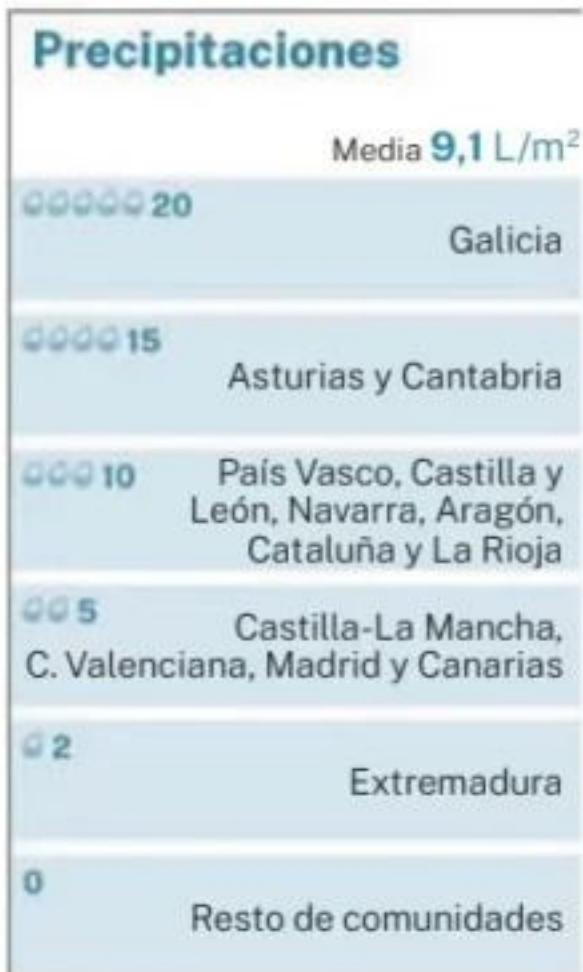 Precipitaciones
Media 9,1 L/m²
20
Galicia
15
Asturias y Cantabria
10 País Vasco, Castilla y
León, Navarra, Aragón,
Cataluña y La Rioja
5
Castilla-La Mancha,
C. Valenciana, Madrid y Canarias
2
Extremadura
0
Resto de comunidades